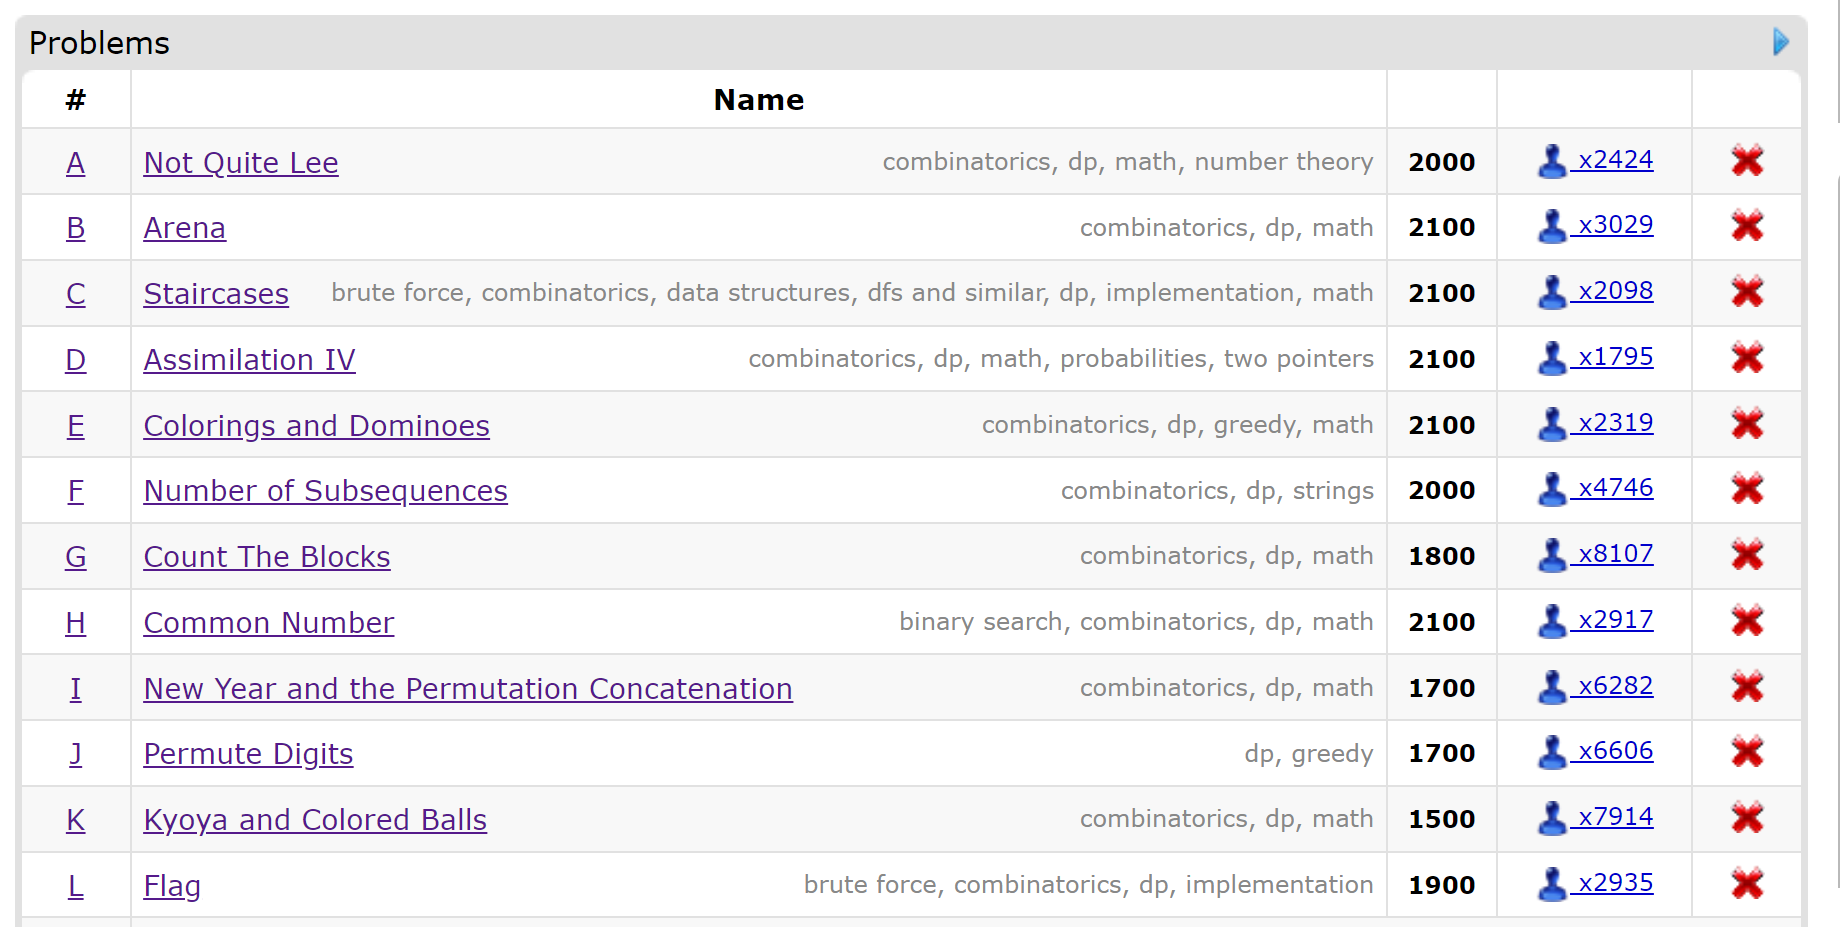 Problems
# Name
A Not Quite Lee combinatorics, dp, math, number theory 2000 x2424
B Arena combinatorics, dp, math 2100 x3029
C Staircases brute force, combinatorics, data structures, dfs and similar, dp, implementation, math 2100 x2098
D Assimilation IV combinatorics, dp, math, probabilities, two pointers 2100 x1795
E Colorings and Dominoes combinatorics, dp, greedy, math 2100 x2319
F Number of Subsequences combinatorics, dp, strings 2000 x4746
G Count The Blocks combinatorics, dp, math 1800 x8107
H Common Number binary search, combinatorics, dp, math 2100 x2917
I New Year and the Permutation Concatenation combinatorics, dp, math 1700 x6282
J Permute Digits dp, greedy 1700 x6606
K Kyoya and Colored Balls combinatorics, dp, math 1500 x7914
L Flag brute force, combinatorics, dp, implementation 1900 x2935